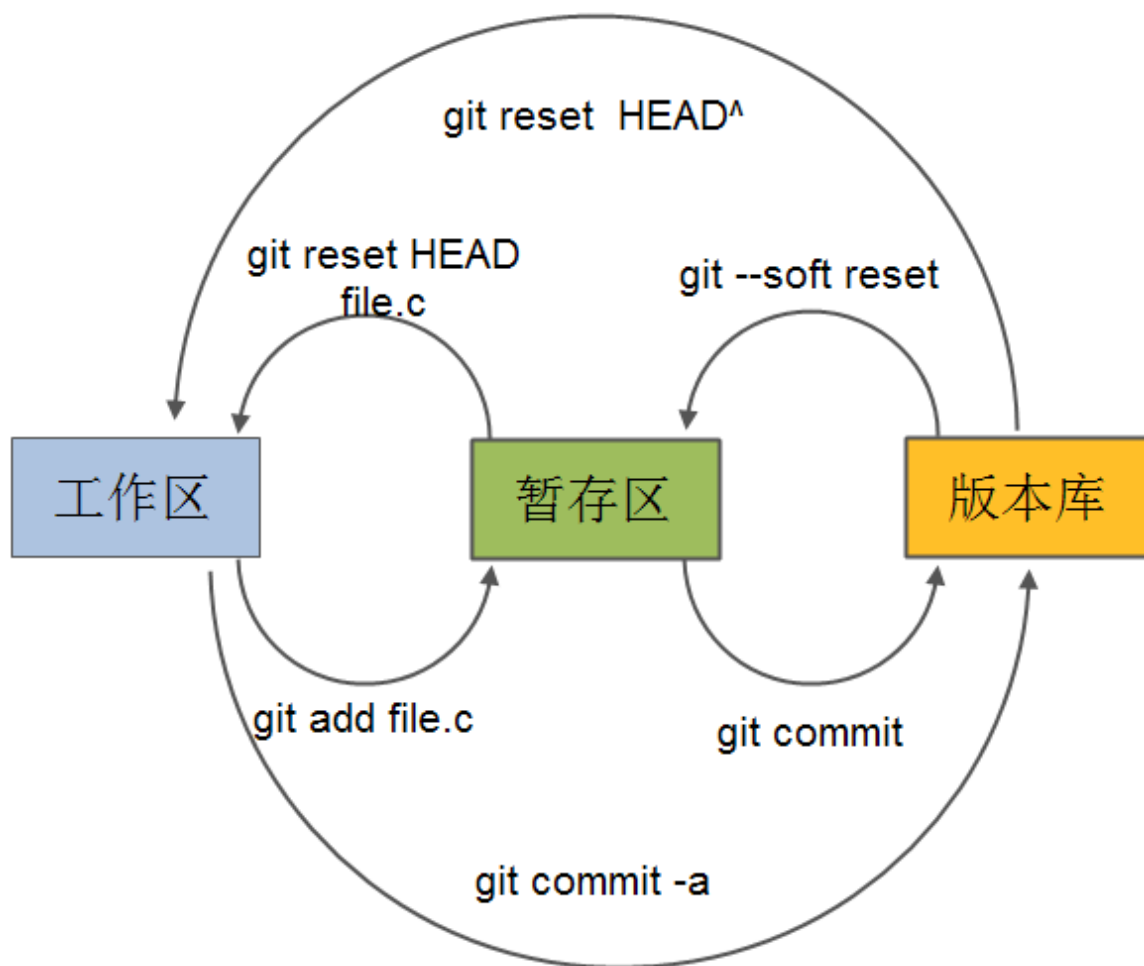 git reset  HEAD^
git reset HEAD
file.c
git --soft reset
工作区
暂存区
版本库
git add file.c
git commit
git commit -a